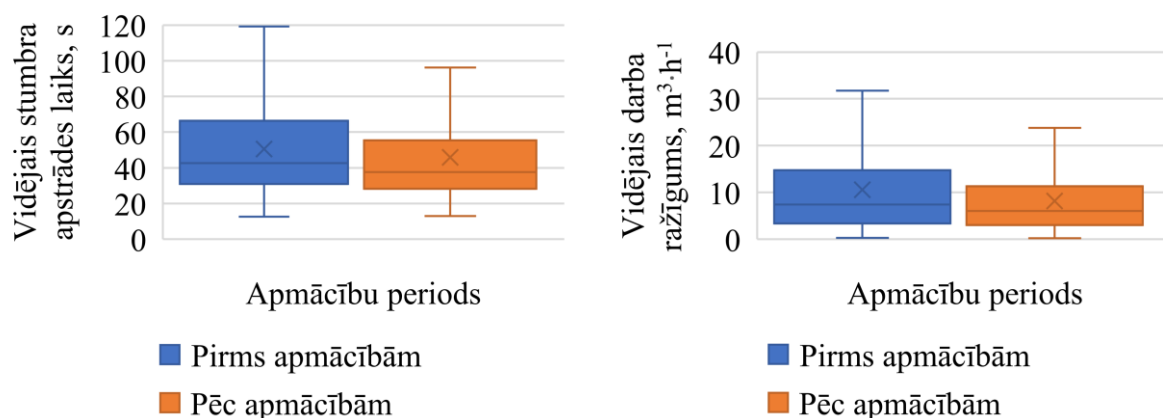 Vidējais stumbra
apstrādes laiks, s
120
100
80
60
40
20
0
Apmācību periods
Pirms apmācībām
Pēc apmācībām
Vidējais darba
ražīgums, m³·h⁻¹
40
30
20
10
0
Apmācību periods
Pirms apmācībām
Pēc apmācībām